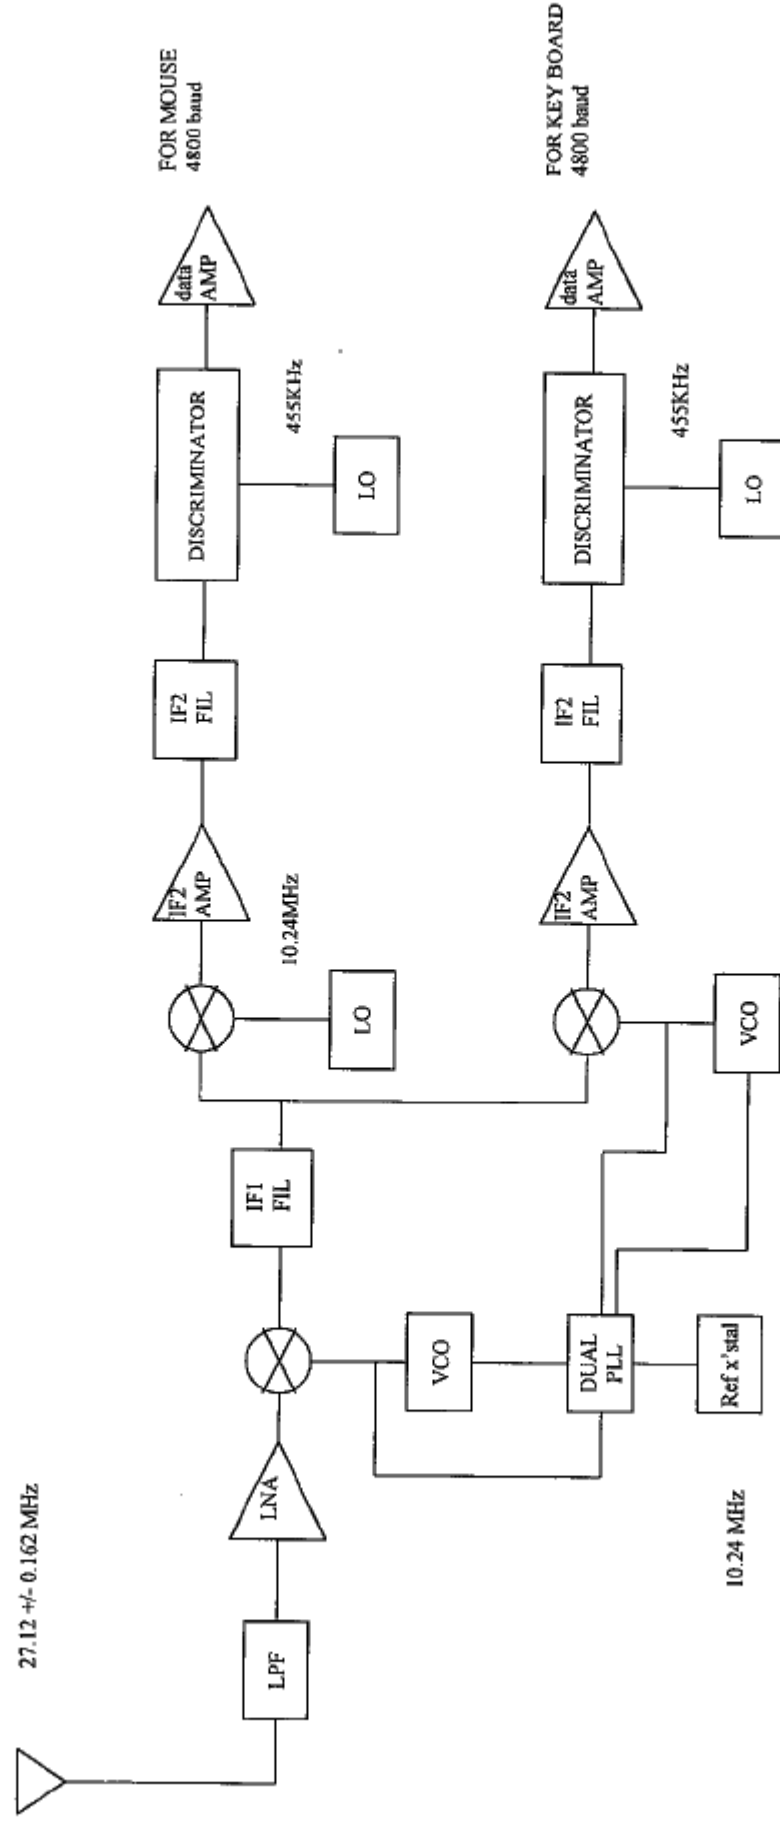 27.12 +/- 0.162 MHz
LPF
LNA
VCO
DUAL
PLL
Ref x'stal
10.24 MHz
IF1
FIL
LO
10.24MHz
IF2
AMP
IF2
FIL
DISCRIMINATOR
LO
455KHz
data
AMP
FOR MOUSE
4800 baud
VCO
IF2
AMP
IF2
FIL
DISCRIMINATOR
LO
455KHz
data
AMP
FOR KEY BOARD
4800 baud